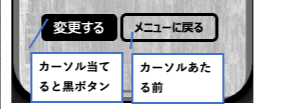 変更する
メニューに戻る
カーソル当て
ると黒ボタン
カーソルあた
る前